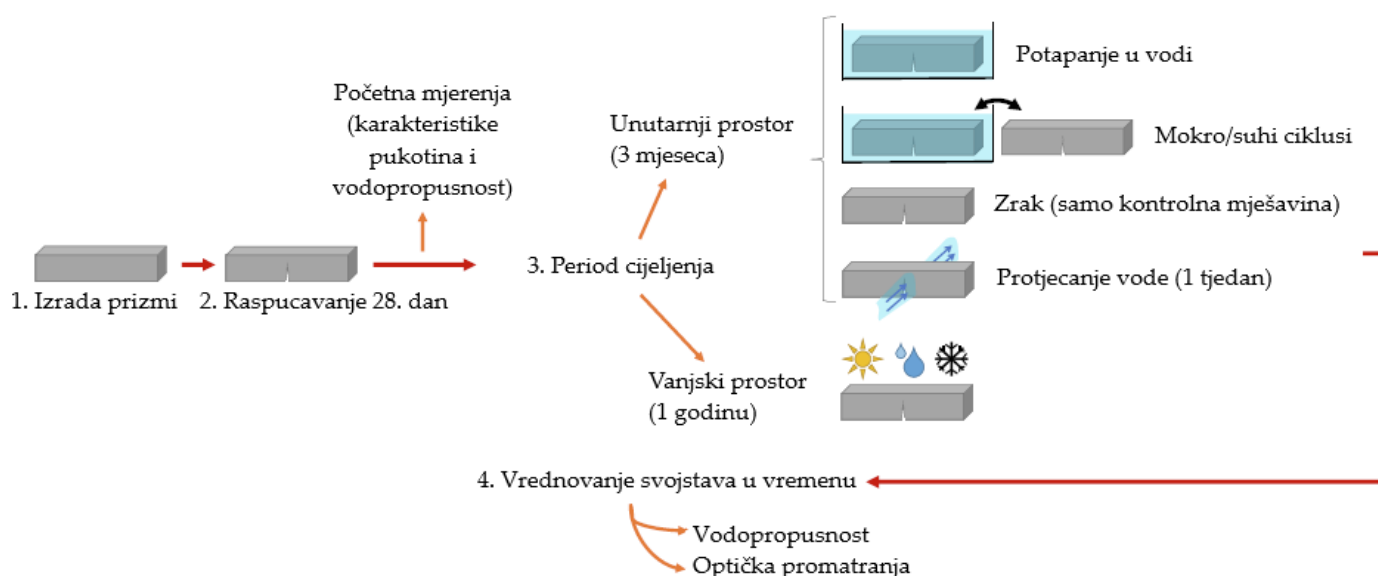 Početna mjerenja
(karakteristike
pukotina i
vodopropusnost)
1. Izrada prizmi
2. Raspucavanje 28. dan
3. Period cijeljenja
Unutarnji prostor
(3 mjeseca)
Potapanje u vodi
Mokro/suhi ciklusi
Zrak (samo kontrolna mješavina)
Protjecanje vode (1 tjedan)
Vanjski prostor
(1 godinu)
4. Vrednovanje svojstava u vremenu
Vodopropusnost
Optička promatranja